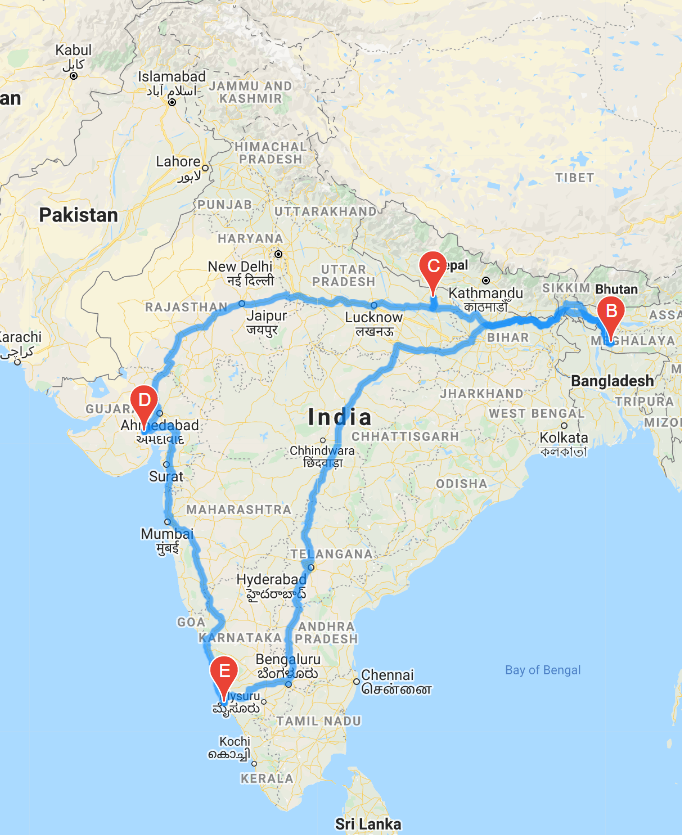 Kabul
کابل
Islamabad
اسلام آباد
JAMMU AND
KASHMIR
an
Lahore
لاہور
HIMACHAL
PRADESH
TIBET
Pakistan
PUNJAB
UTTARAKHAND
HARYANA
New Delhi
नई दिल्ली
UTTAR
PRADESH
C
epal
Kathmandu
काठमाडौं
SIKKIM
Bhutan
B
ASSA
RAJASTHAN
Jaipur
जयपुर
Lucknow
लखनऊ
BIHAR
MEGHALAYA
Karachi
کراچی
Bangladesh
D
GUJARA
Ahmedabad
અમદાવાદ
India
JHARKHAND
TRIPURA
WEST BENGAL
MIZO
CHHATTISGARH
Kolkata
কলকাতা
Chhindwara
छिंदवाड़ा
Surat
ODISHA
MAHARASHTRA
Mumbai
मुंबई
TELANGANA
Hyderabad
హైదరాబాద్
GOA
KARNATAKA
ANDHRA
PRADESH
E
Bengaluru
ಬೆಂಗಳೂರು
Chennai
சென்னை
Bay of Bengal
ysuru
ಮೈಸೂರು
TAMIL NADU
Kochi
കൊച്ചി
KERALA
Sri Lanka